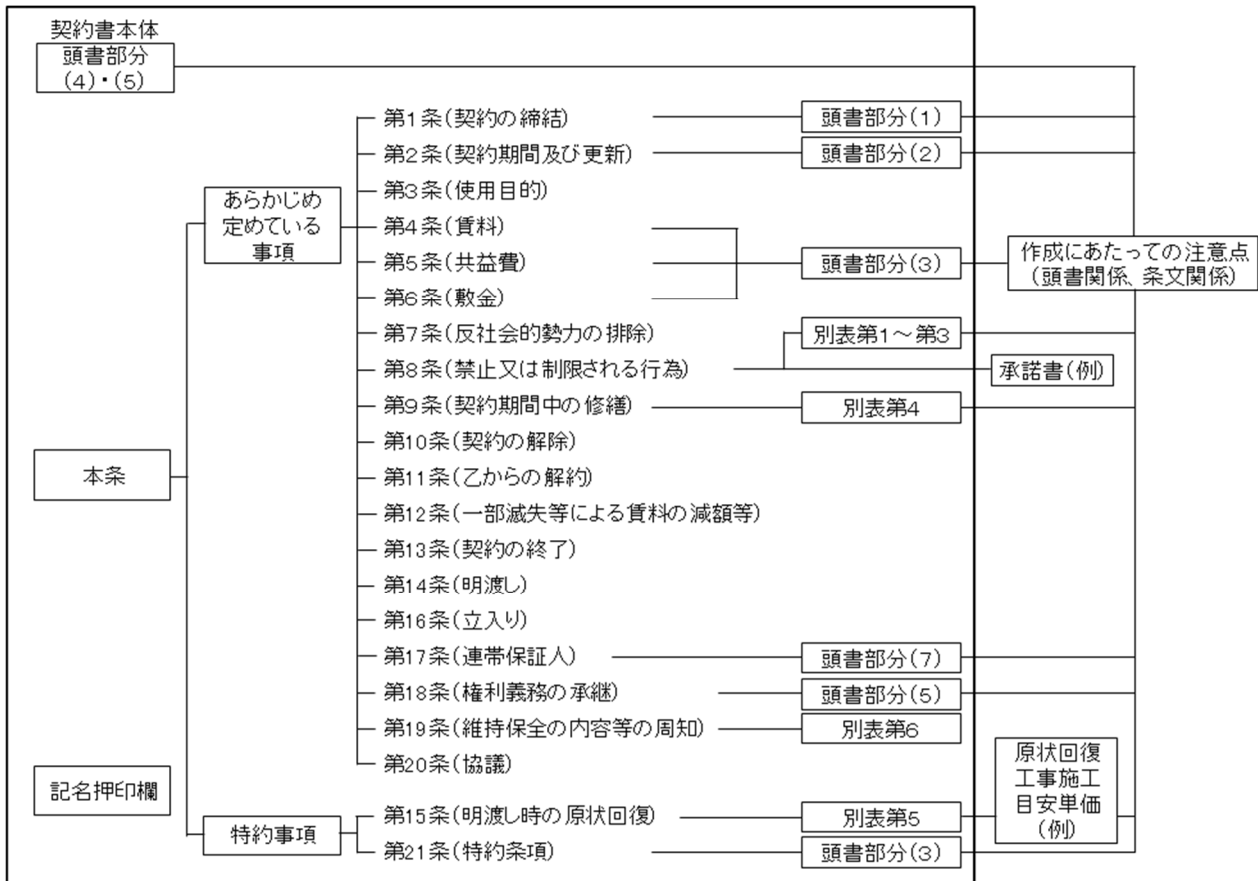 契約書本体
頭書部分
(4)・(5)
第1条(契約の締結)
頭書部分(1)
第2条(契約期間及び更新)
頭書部分(2)
あらかじめ
定めている
事項
第3条(使用目的)
第4条(賃料)
第5条(共益費)
頭書部分(3)
作成にあたっての注意点
(頭書関係、条文関係)
第6条(敷金)
第7条(反社会的勢力の排除)
別表第1～第3
第8条(禁止又は制限される行為)
承諾書(例)
第9条(契約期間中の修繕)
別表第4
第10条(契約の解除)
本条
第11条(乙からの解約)
第12条(一部滅失等による賃料の減額等)
第13条(契約の終了)
第14条(明渡し)
第16条(立入り)
第17条(連帯保証人)
頭書部分(7)
第18条(権利義務の承継)
頭書部分(5)
第19条(維持保全の内容等の周知)
別表第6
第20条(協議)
記名押印欄
特約事項
第15条(明渡し時の原状回復)
別表第5
原状回復
工事施工
目安単価
(例)
第21条(特約条項)
頭書部分(3)